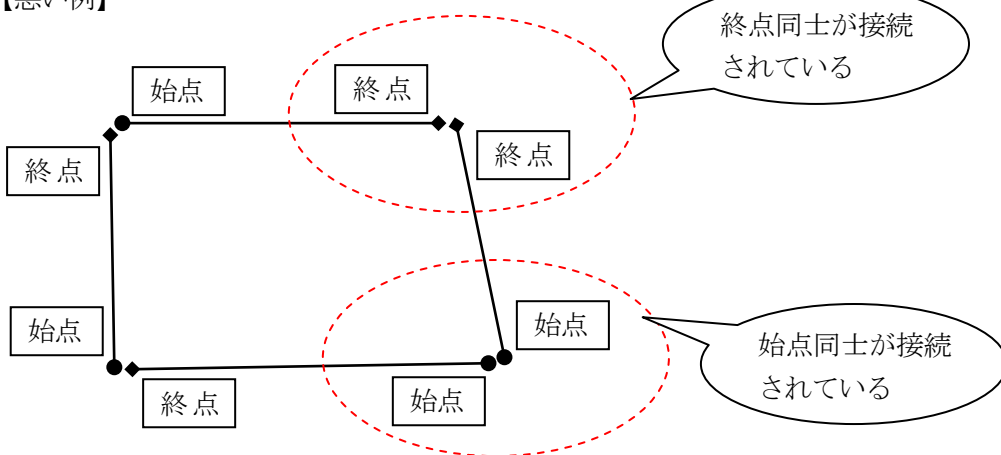 【悪い例】
終点同士が接続
されている
始点
終点
終点
終点
始点
始点
始点
終点
始点同士が接続
されている